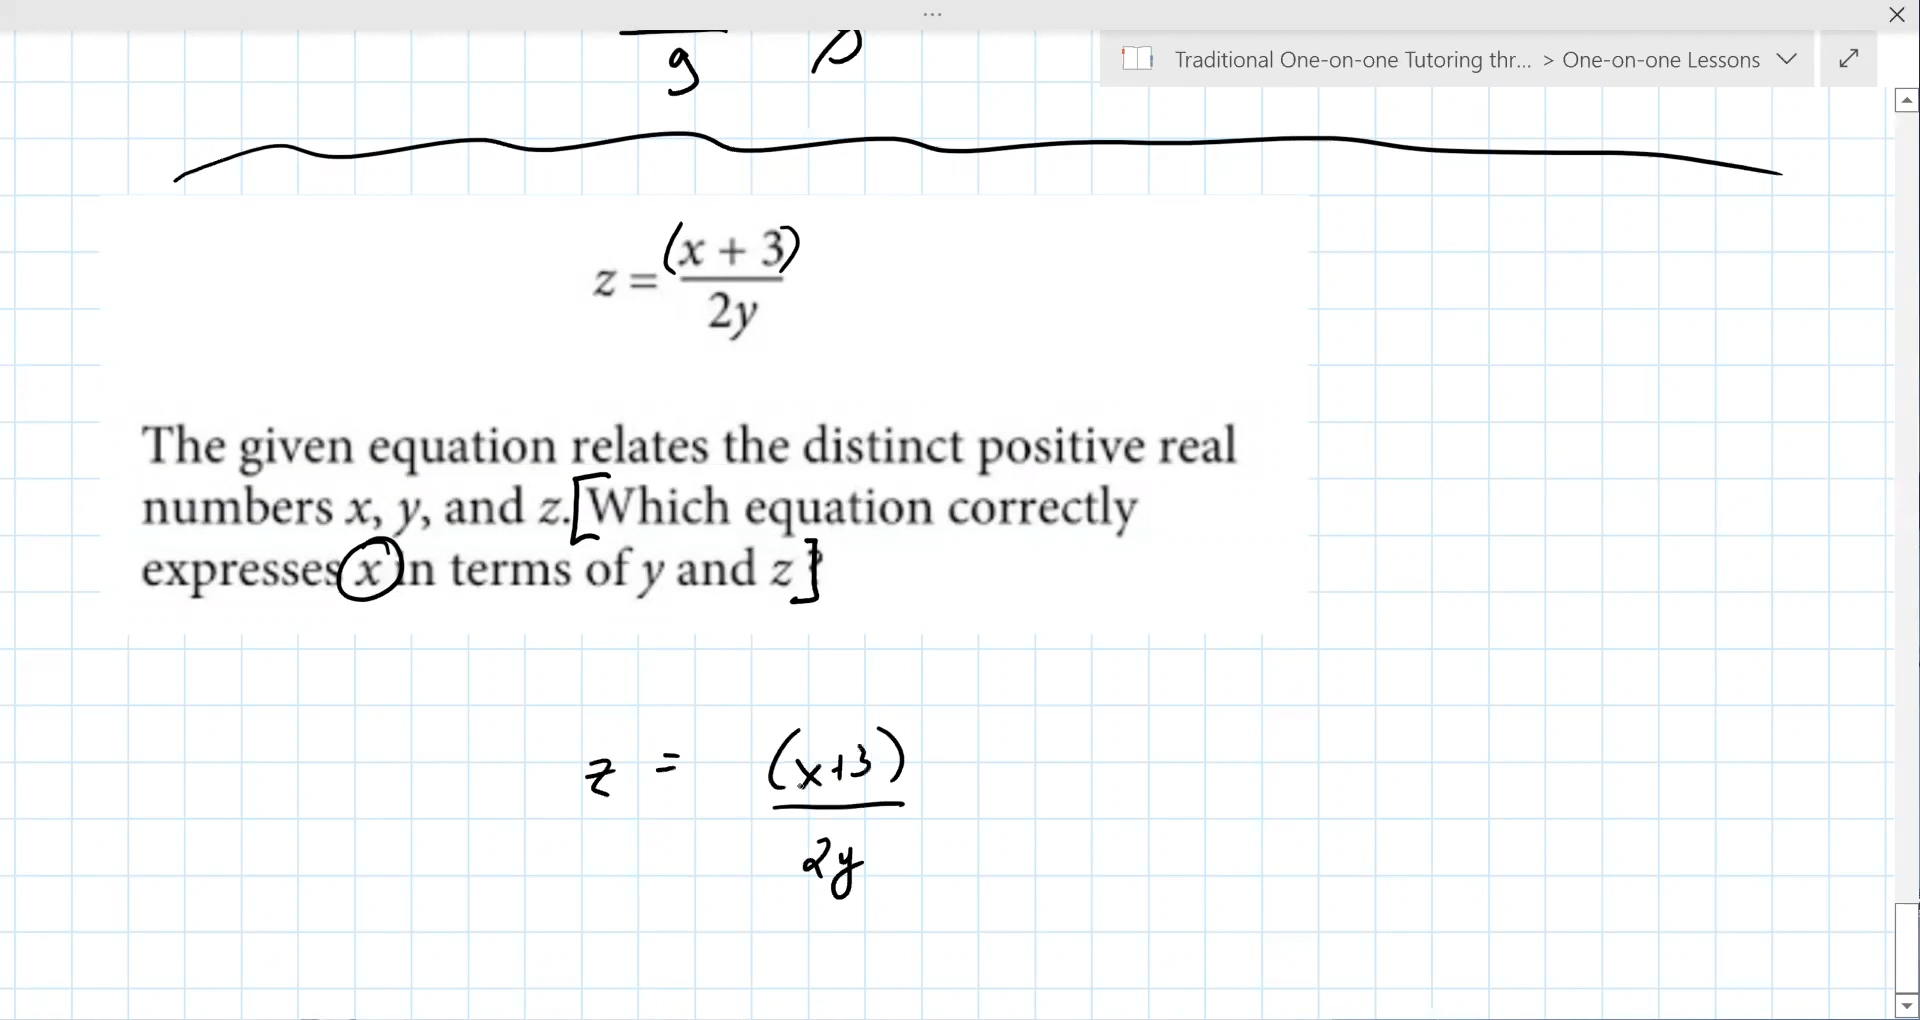 ...
g
Traditional One-on-one Tutoring thr... > One-on-one Lessons
z = (x + 3)
2y
The given equation relates the distinct positive real
numbers x, y, and z. [Which equation correctly
expresses x in terms of y and z]
z = (x+3)
2y